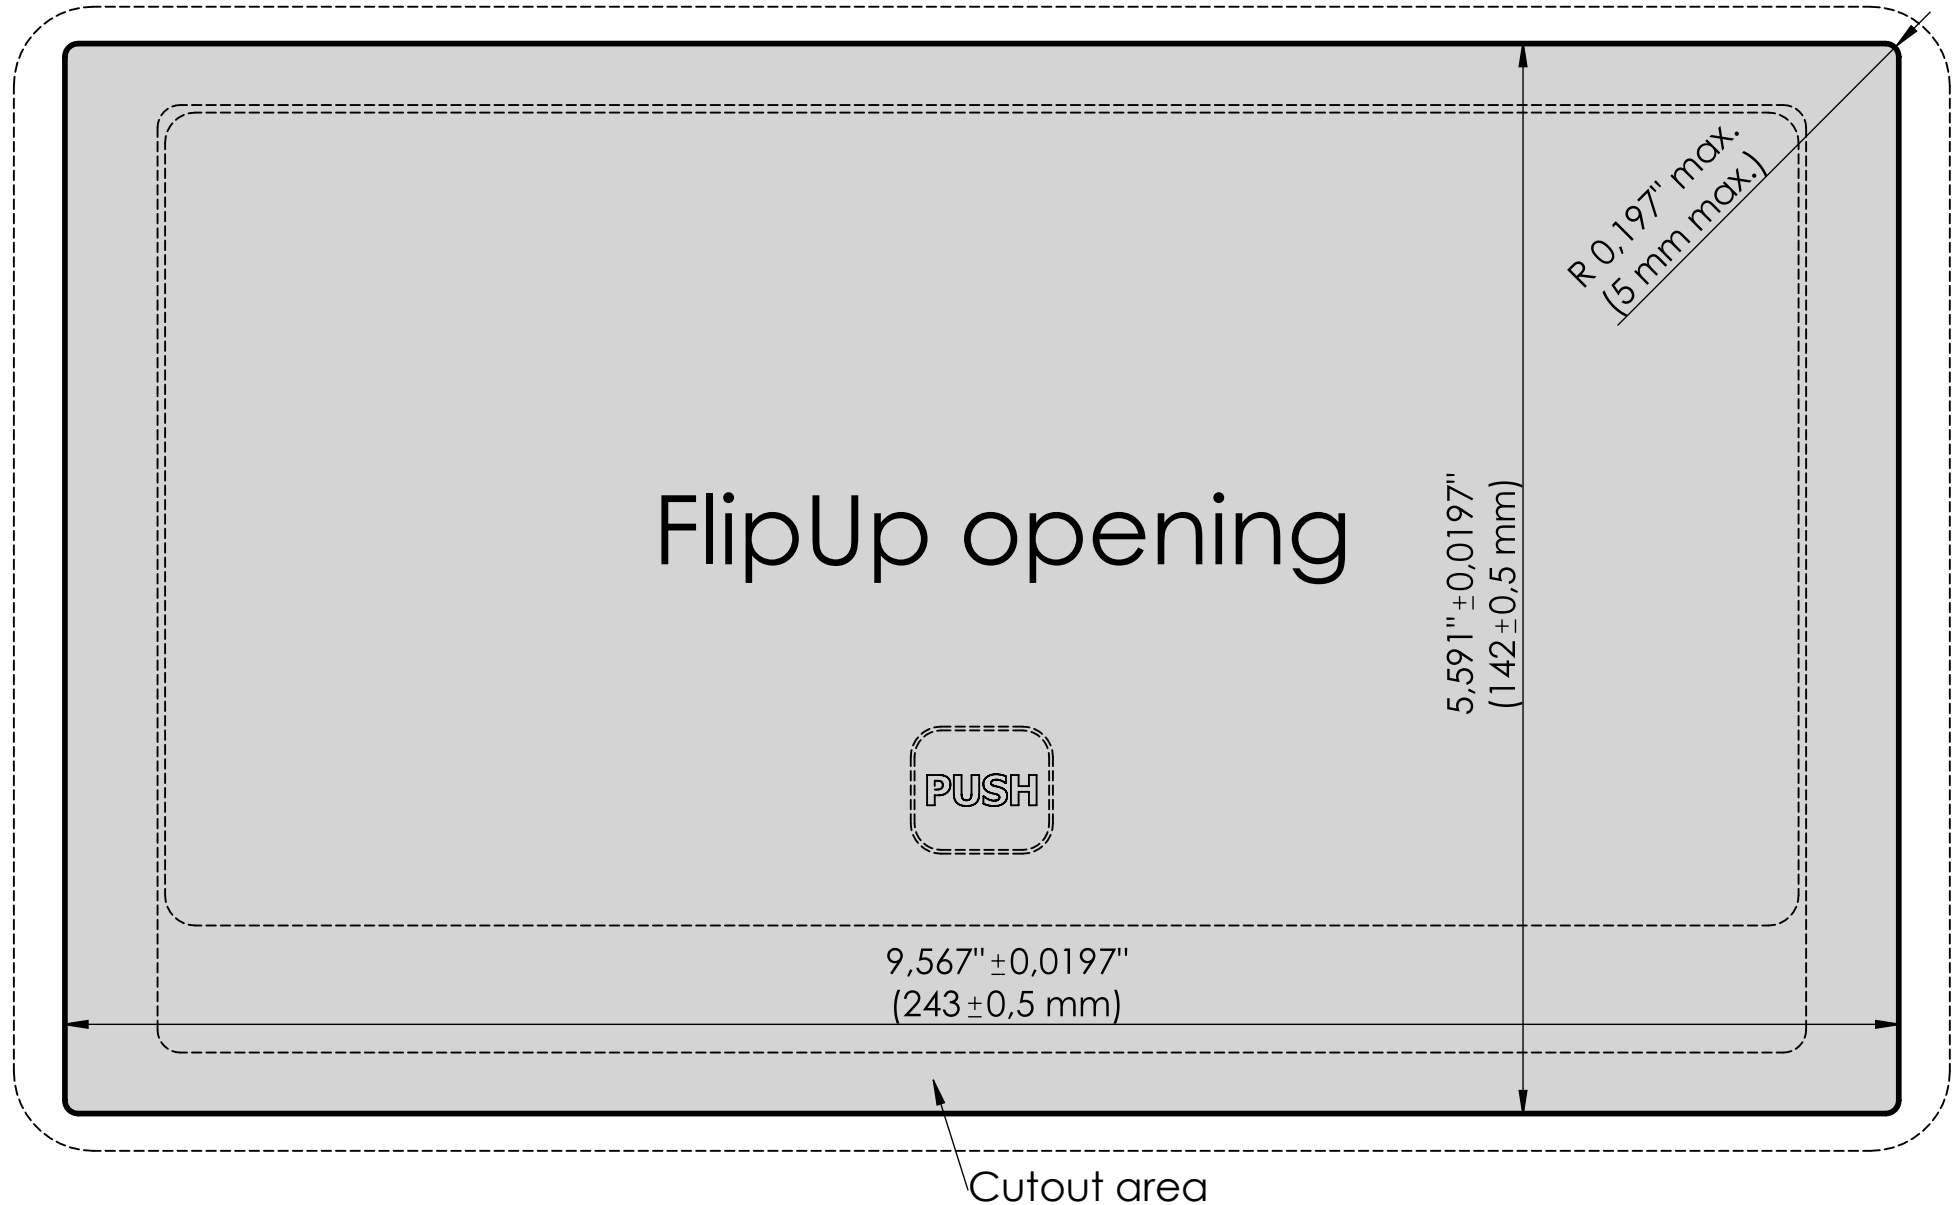 R 0,197" max.
(5 mm max.)
FlipUp opening
5,591"±0,0197"
(142±0,5 mm)
PUSH
9,567"±0,0197"
(243±0,5 mm)
Cutout area